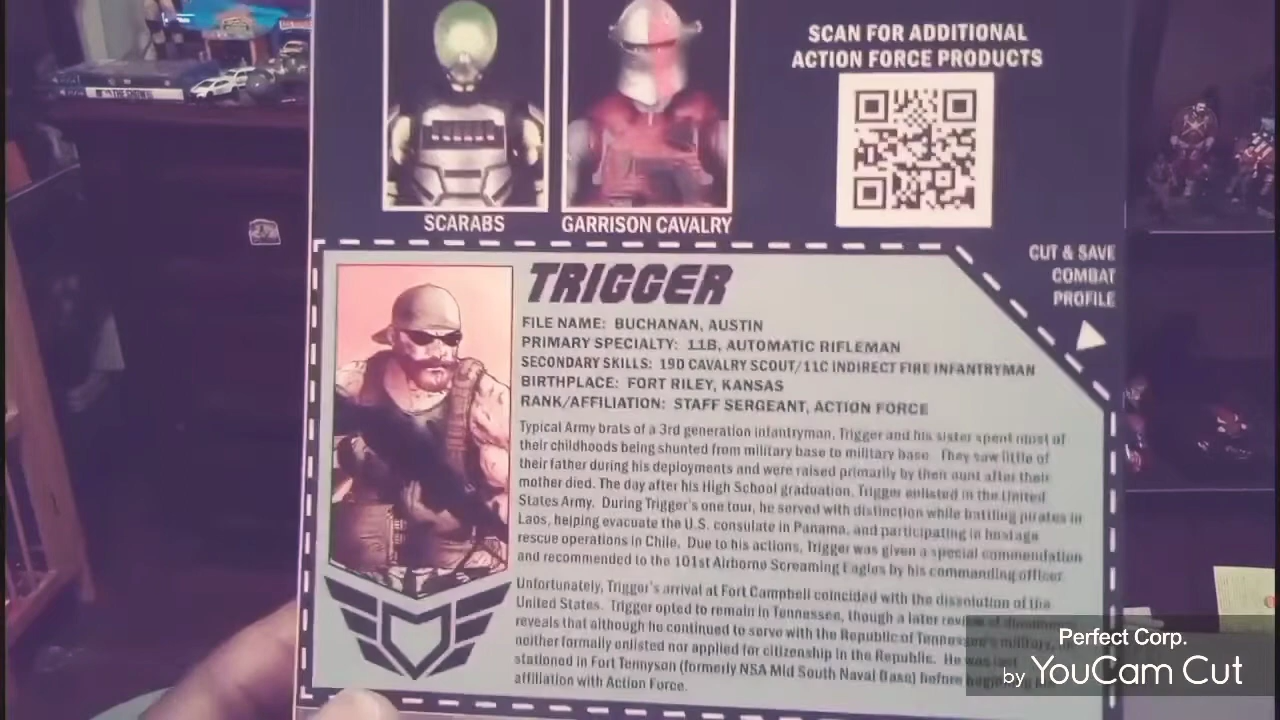 SCAN FOR ADDITIONAL
ACTION FORCE PRODUCTS
SCARABS
GARRISON CAVALRY
CUT & SAVE
COMBAT
PROFILE
TRIGGER
FILE NAME: BUCHANAN, AUSTIN
PRIMARY SPECIALTY: 11B, AUTOMATIC RIFLEMAN
SECONDARY SKILLS: 19D CAVALRY SCOUT/11C INDIRECT FIRE INFANTRYMAN
BIRTHPLACE: FORT RILEY, KANSAS
RANK/AFFILIATION: STAFF SERGEANT, ACTION FORCE
Typical Army brats of a 3rd generation infantryman, Trigger and his sister spent most of
their childhoods being shunted from military base to military base. They saw little of
their father during his deployments and were raised primarily by their aunt after their
mother died. The day after his High School graduation, Trigger enlisted in the United
States Army. During Trigger's one tour, he served with distinction while battling pirates in
Laos, helping evacuate the U.S. consulate in Panama, and participating in hostage
rescue operations in Chile. Due to his actions, Trigger was given a special commendation
and recommended to the 101st Airborne Screaming Eagles by his commanding officer.
Unfortunately, Trigger's arrival at Fort Campbell coincided with the dissolution of the
United States. Trigger opted to remain in Tennessee, though a later review of
reveals that although he continued to serve with the Republic of Tennessee's military,
neither formally enlisted nor applied for citizenship in the Republic. He was last
stationed in Fort Tennyson (formerly NSA Mid South Naval Base) before
affiliation with Action Force.
Perfect Corp.
by YouCam Cut